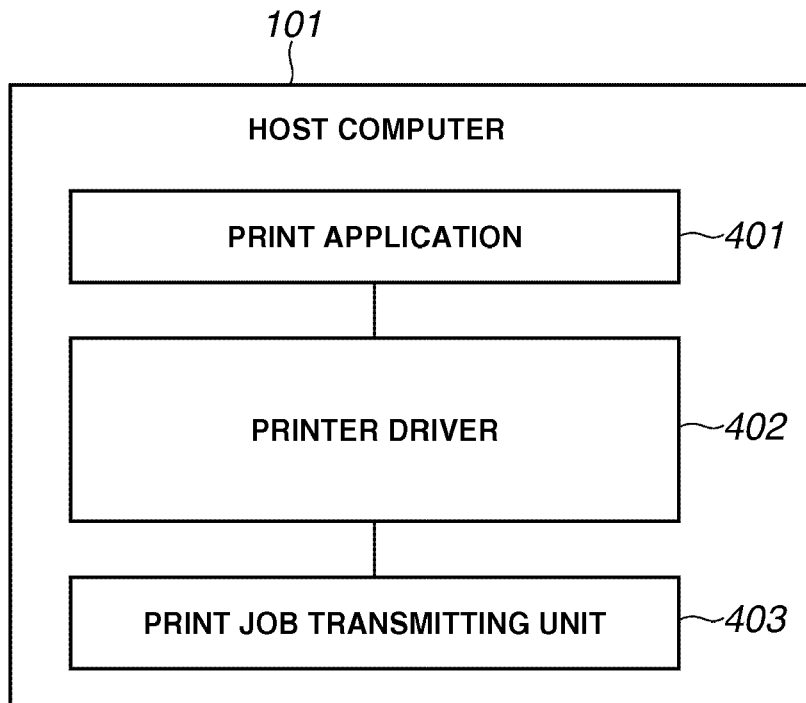 101
HOST COMPUTER
PRINT APPLICATION
401
PRINTER DRIVER
402
PRINT JOB TRANSMITTING UNIT
403